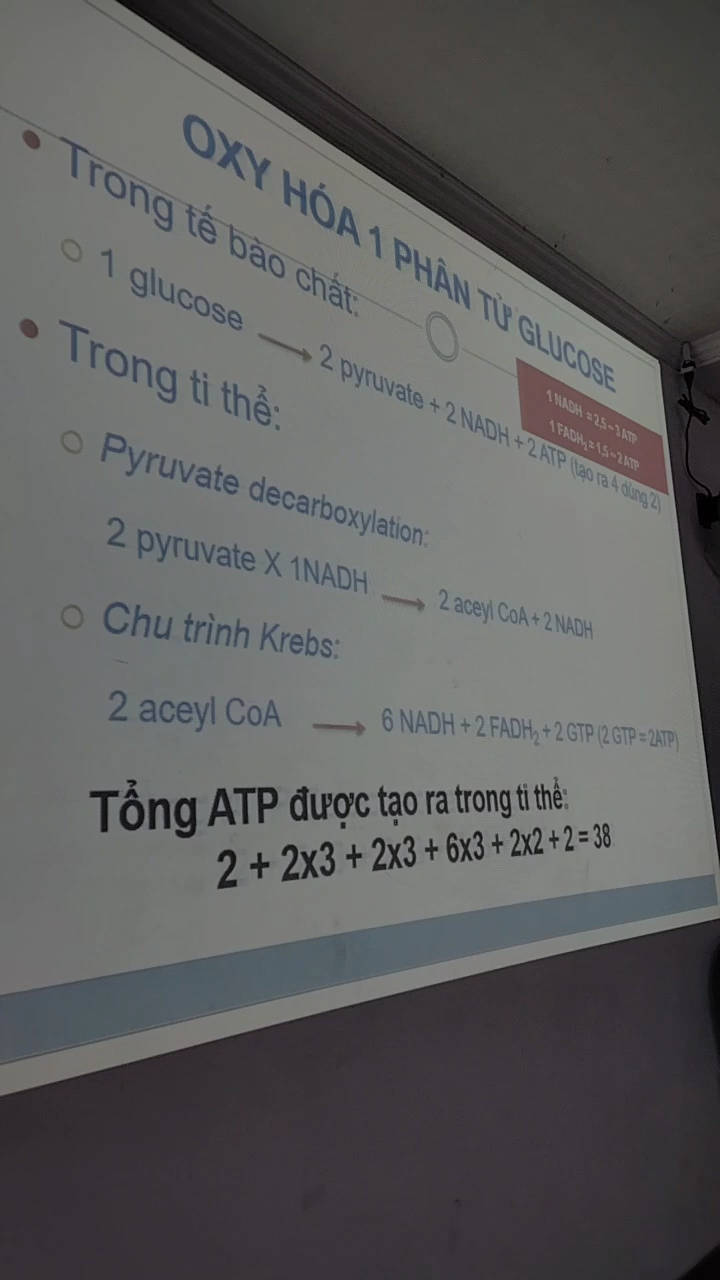 OXY HÓA 1 PHÂN TỬ GLUCOSE
1 NADH = 2,5 – 3 ATP
1 FADH₂ = 1,5 – 2 ATP
• Trong tế bào chất:
○ 1 glucose ⟶ 2 pyruvate + 2 NADH + 2 ATP (tạo ra 4 dùng 2)
• Trong ti thể:
○ Pyruvate decarboxylation:
2 pyruvate X 1NADH ⟶ 2 aceyl CoA + 2 NADH
○ Chu trình Krebs:
2 aceyl CoA ⟶ 6 NADH + 2 FADH₂ + 2 GTP (2 GTP = 2ATP)
Tổng ATP được tạo ra trong ti thể:
2 + 2x3 + 2x3 + 6x3 + 2x2 + 2 = 38